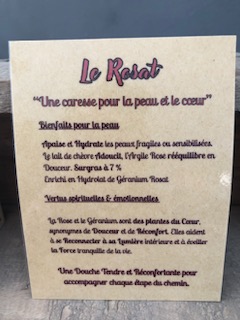 Le Rosat
"Une caresse pour la peau et le cœur"
Bienfaits pour la peau
Apaise et Hydrate les peaux fragiles ou sensibilisées.
Le lait de chèvre Adoucit, l'Argile Rose rééquilibre en
Douceur. Surgras à 7 %
Enrichi en Hydrolat de Géranium Rosat
Vertus spirituelles & émotionnelles
La Rose et le Géranium sont des plantes du Cœur,
synonymes de Douceur et de Réconfort. Elles aident
à se Reconnecter à sa Lumière intérieure et à éveiller
la Force tranquille de la vie.
Une Douche Tendre et Réconfortante pour
accompagner chaque étape du chemin.